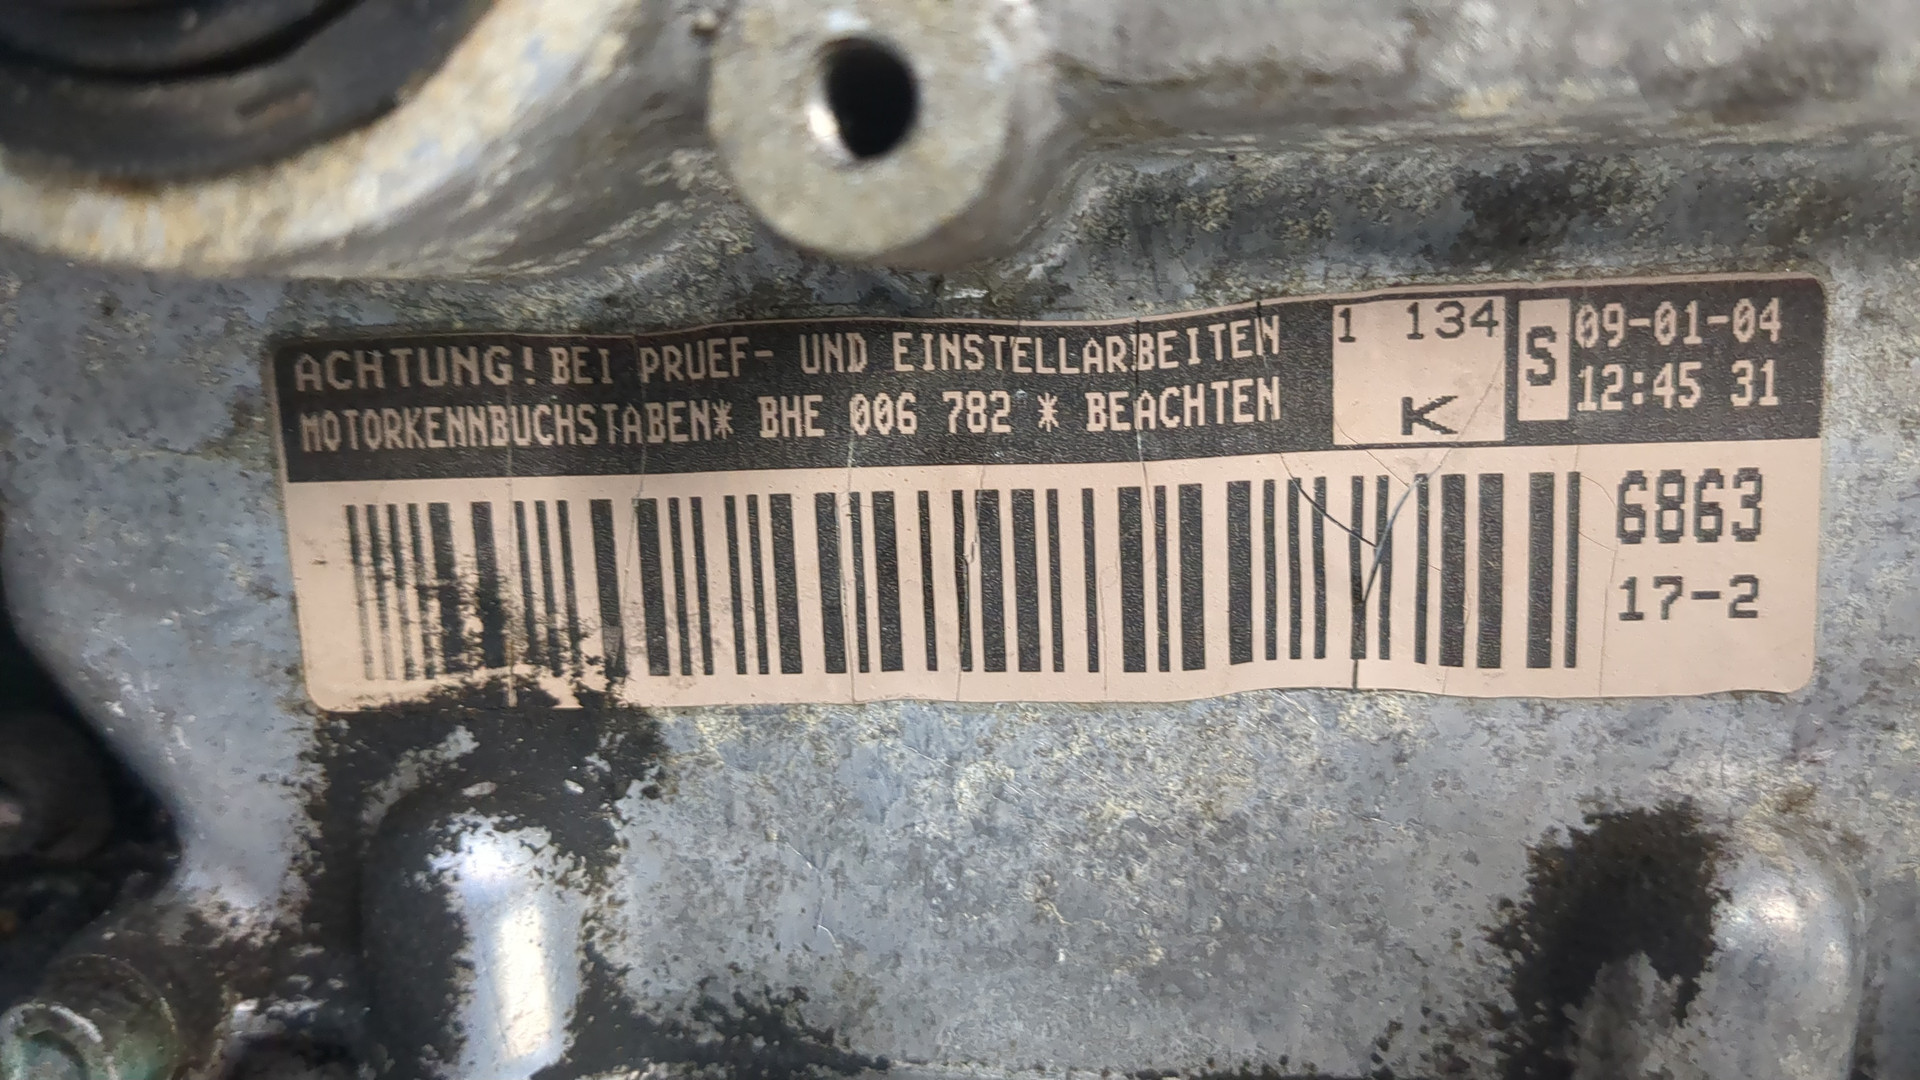 ACHTUNG! BEI PRUEF- UND EINSTELLARBEITEN
MOTORKENNBUCHSTABEN* BHE 006 782 * BEACHTEN
1 134
K
S
09-01-04
12:45 31
6863
17-2